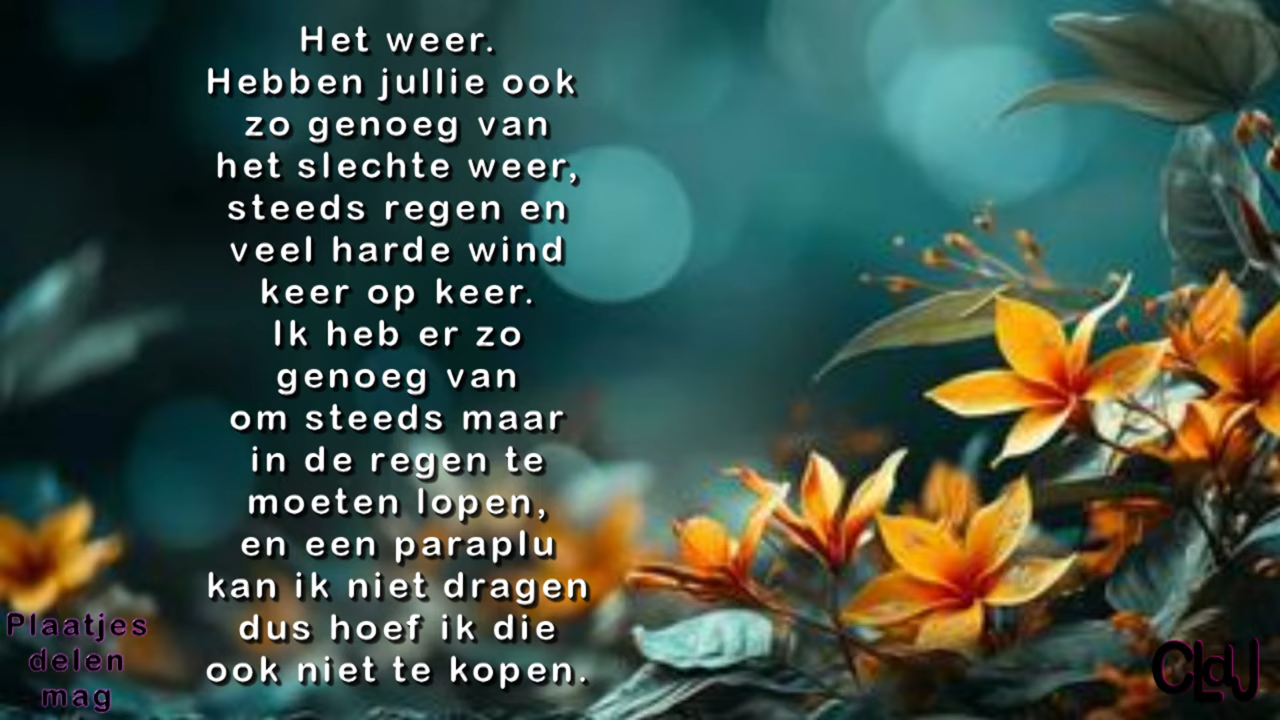 Het weer.
Hebben jullie ook
zo genoeg van
het slechte weer,
steeds regen en
veel harde wind
keer op keer.
Ik heb er zo
genoeg van
om steeds maar
in de regen te
moeten lopen,
en een paraplu
kan ik niet dragen
dus hoef ik die
ook niet te kopen.
Plaatjes
delen
mag